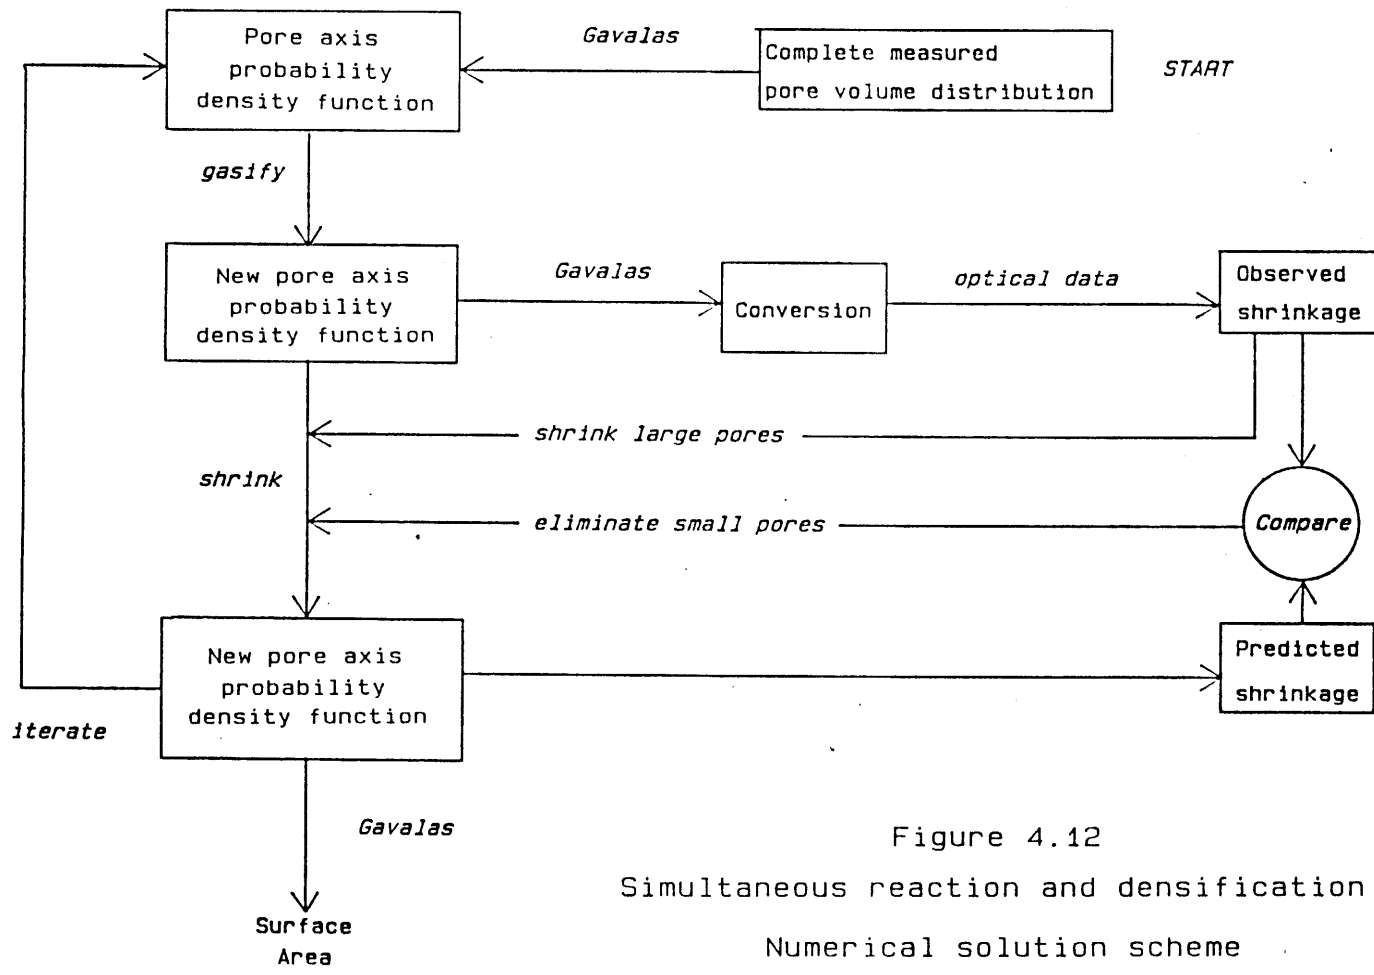 Pore axis
probability
density function
Gavalas
Complete measured
pore volume distribution
START
gasify
New pore axis
probability
density function
Gavalas
Conversion
optical data
Observed
shrinkage
shrink large pores
shrink
eliminate small pores
Compare
New pore axis
probability
density function
Predicted
shrinkage
iterate
Gavalas
Surface
Area
Figure 4.12
Simultaneous reaction and densification
Numerical solution scheme